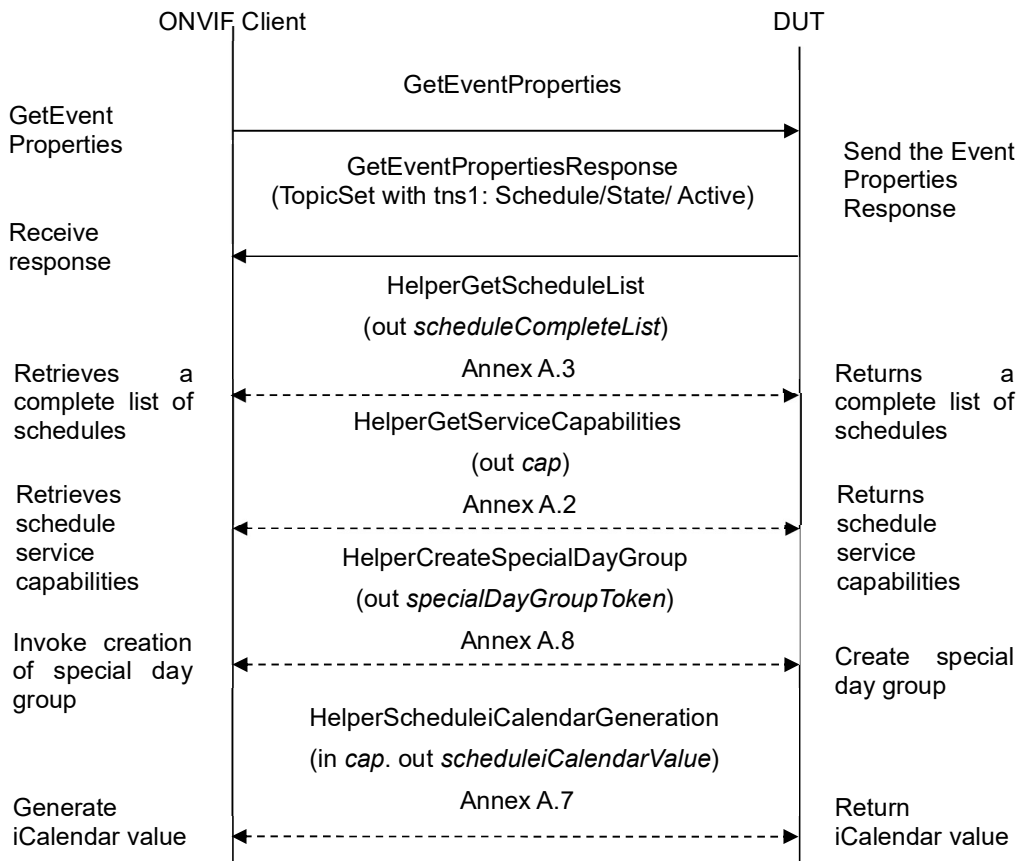 ONVIF Client
DUT
GetEventProperties
GetEvent
Properties
GetEventPropertiesResponse
(TopicSet with tns1: Schedule/State/ Active)
Send the Event
Properties
Response
Receive
response
HelperGetScheduleList
(out scheduleCompleteList)
Annex A.3
Retrieves a
complete list of
schedules
Returns a
complete list of
schedules
HelperGetServiceCapabilities
(out cap)
Annex A.2
Retrieves
schedule
service
capabilities
Returns
schedule
service
capabilities
HelperCreateSpecialDayGroup
(out specialDayGroupToken)
Annex A.8
Invoke creation
of special day
group
Create special
day group
HelperScheduleiCalendarGeneration
(in cap. out scheduleiCalendarValue)
Annex A.7
Generate
iCalendar value
Return
iCalendar value